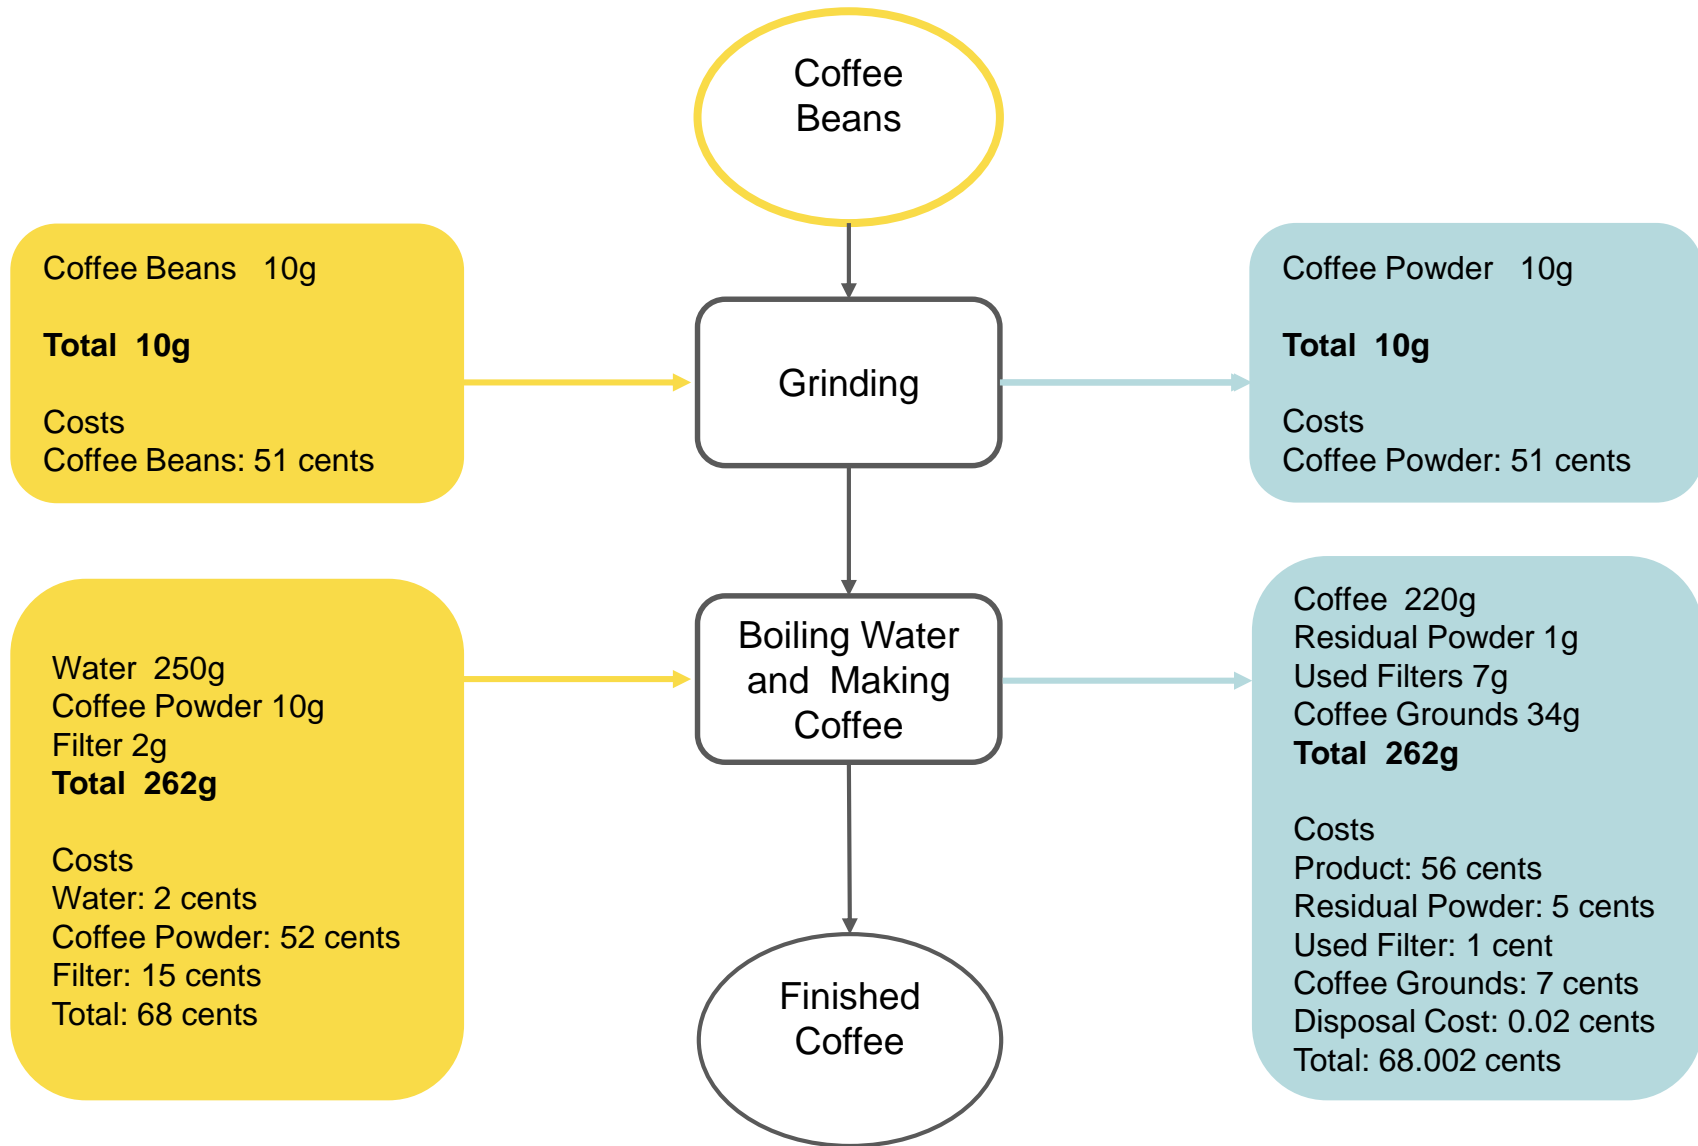 Coffee
Beans
Coffee Beans 10g
Total 10g
Costs
Coffee Beans: 51 cents
Grinding
Coffee Powder 10g
Total 10g
Costs
Coffee Powder: 51 cents
Water 250g
Coffee Powder 10g
Filter 2g
Total 262g
Costs
Water: 2 cents
Coffee Powder: 52 cents
Filter: 15 cents
Total: 68 cents
Boiling Water
and Making
Coffee
Coffee 220g
Residual Powder 1g
Used Filters 7g
Coffee Grounds 34g
Total 262g
Costs
Product: 56 cents
Residual Powder: 5 cents
Used Filter: 1 cent
Coffee Grounds: 7 cents
Disposal Cost: 0.02 cents
Total: 68.002 cents
Finished
Coffee